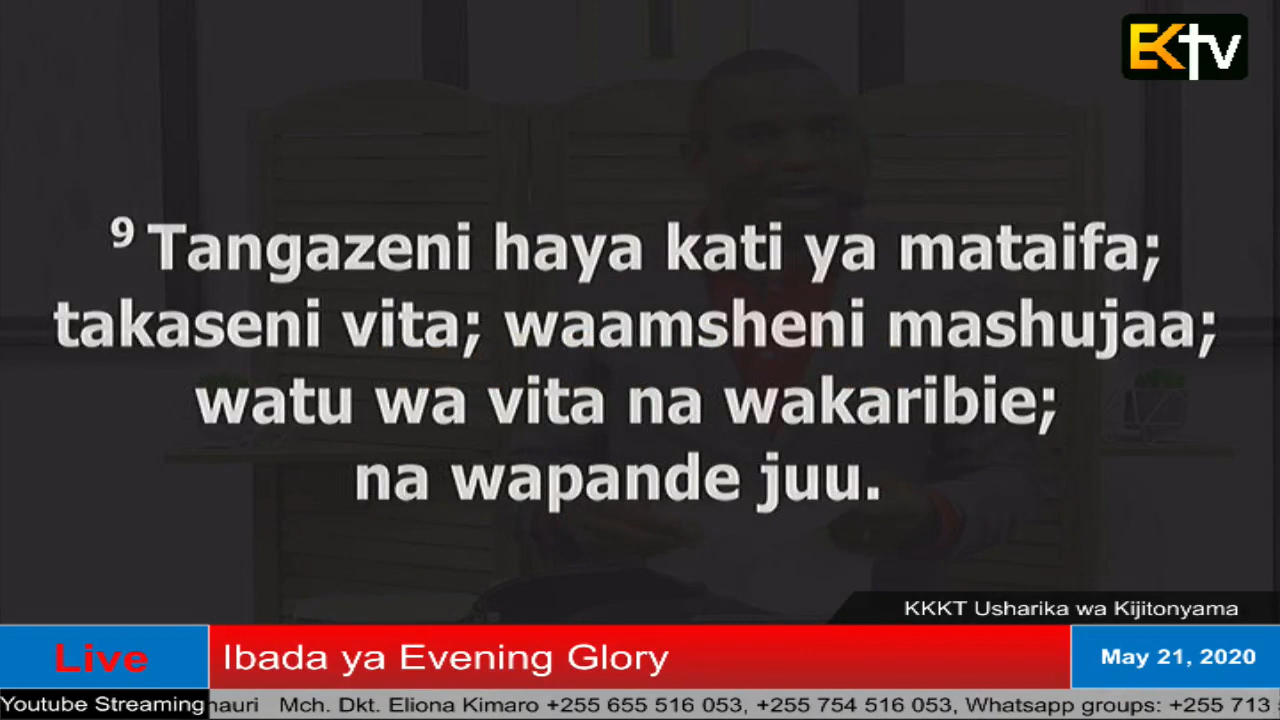 EKTV
9 Tangazeni haya kati ya mataifa;
takaseni vita; waamsheni mashujaa;
watu wa vita na wakaribie;
na wapande juu.
KKKT Usharika wa Kijitonyama
Live
Ibada ya Evening Glory
May 21, 2020
Youtube Streaming
hauri Mch. Dkt. Eliona Kimaro +255 655 516 053, +255 754 516 053, Whatsapp groups: +255 713